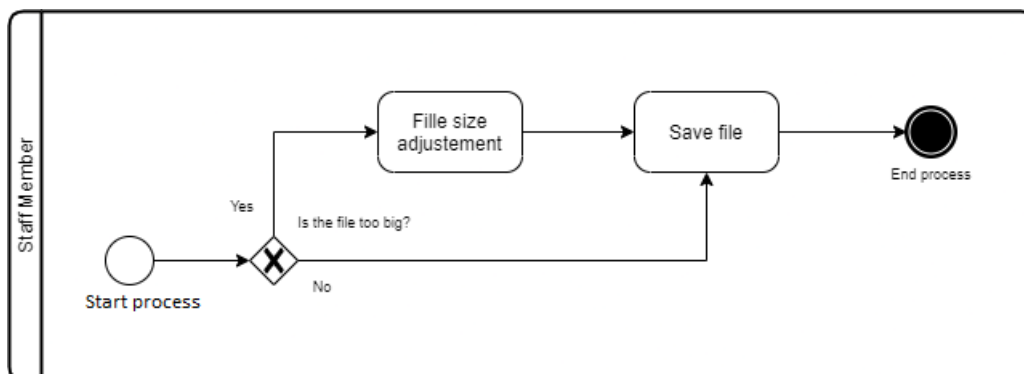 Staff Member
Fille size
adjustement
Save file
End process
Yes
Is the file too big?
No
Start process